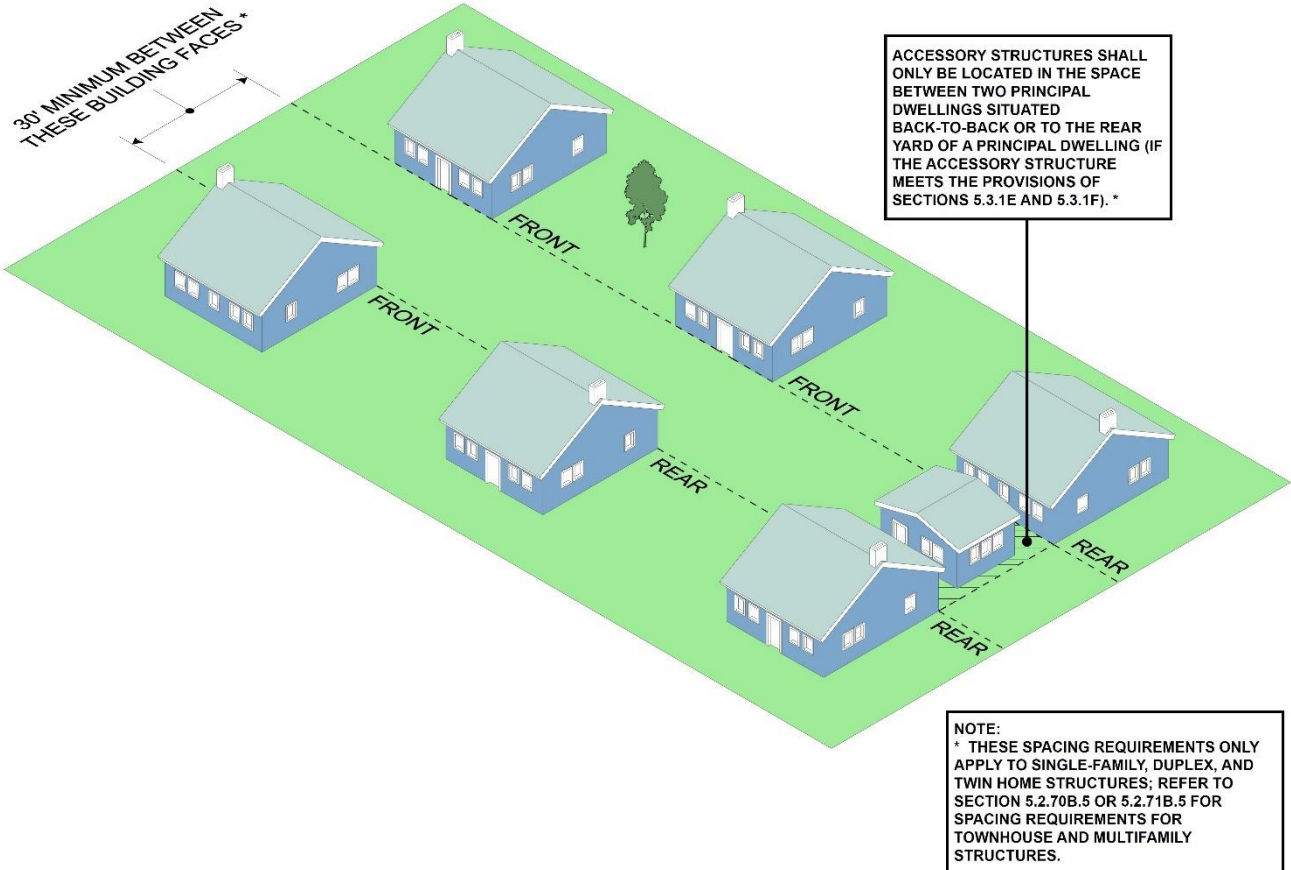 30' MINIMUM BETWEEN
THESE BUILDING FACES *
ACCESSORY STRUCTURES SHALL
ONLY BE LOCATED IN THE SPACE
BETWEEN TWO PRINCIPAL
DWELLINGS SITUATED
BACK-TO-BACK OR TO THE REAR
YARD OF A PRINCIPAL DWELLING (IF
THE ACCESSORY STRUCTURE
MEETS THE PROVISIONS OF
SECTIONS 5.3.1E AND 5.3.1F). *
FRONT
FRONT
FRONT
REAR
REAR
REAR
NOTE:
* THESE SPACING REQUIREMENTS ONLY
APPLY TO SINGLE-FAMILY, DUPLEX, AND
TWIN HOME STRUCTURES; REFER TO
SECTION 5.2.70B.5 OR 5.2.71B.5 FOR
SPACING REQUIREMENTS FOR
TOWNHOUSE AND MULTIFAMILY
STRUCTURES.